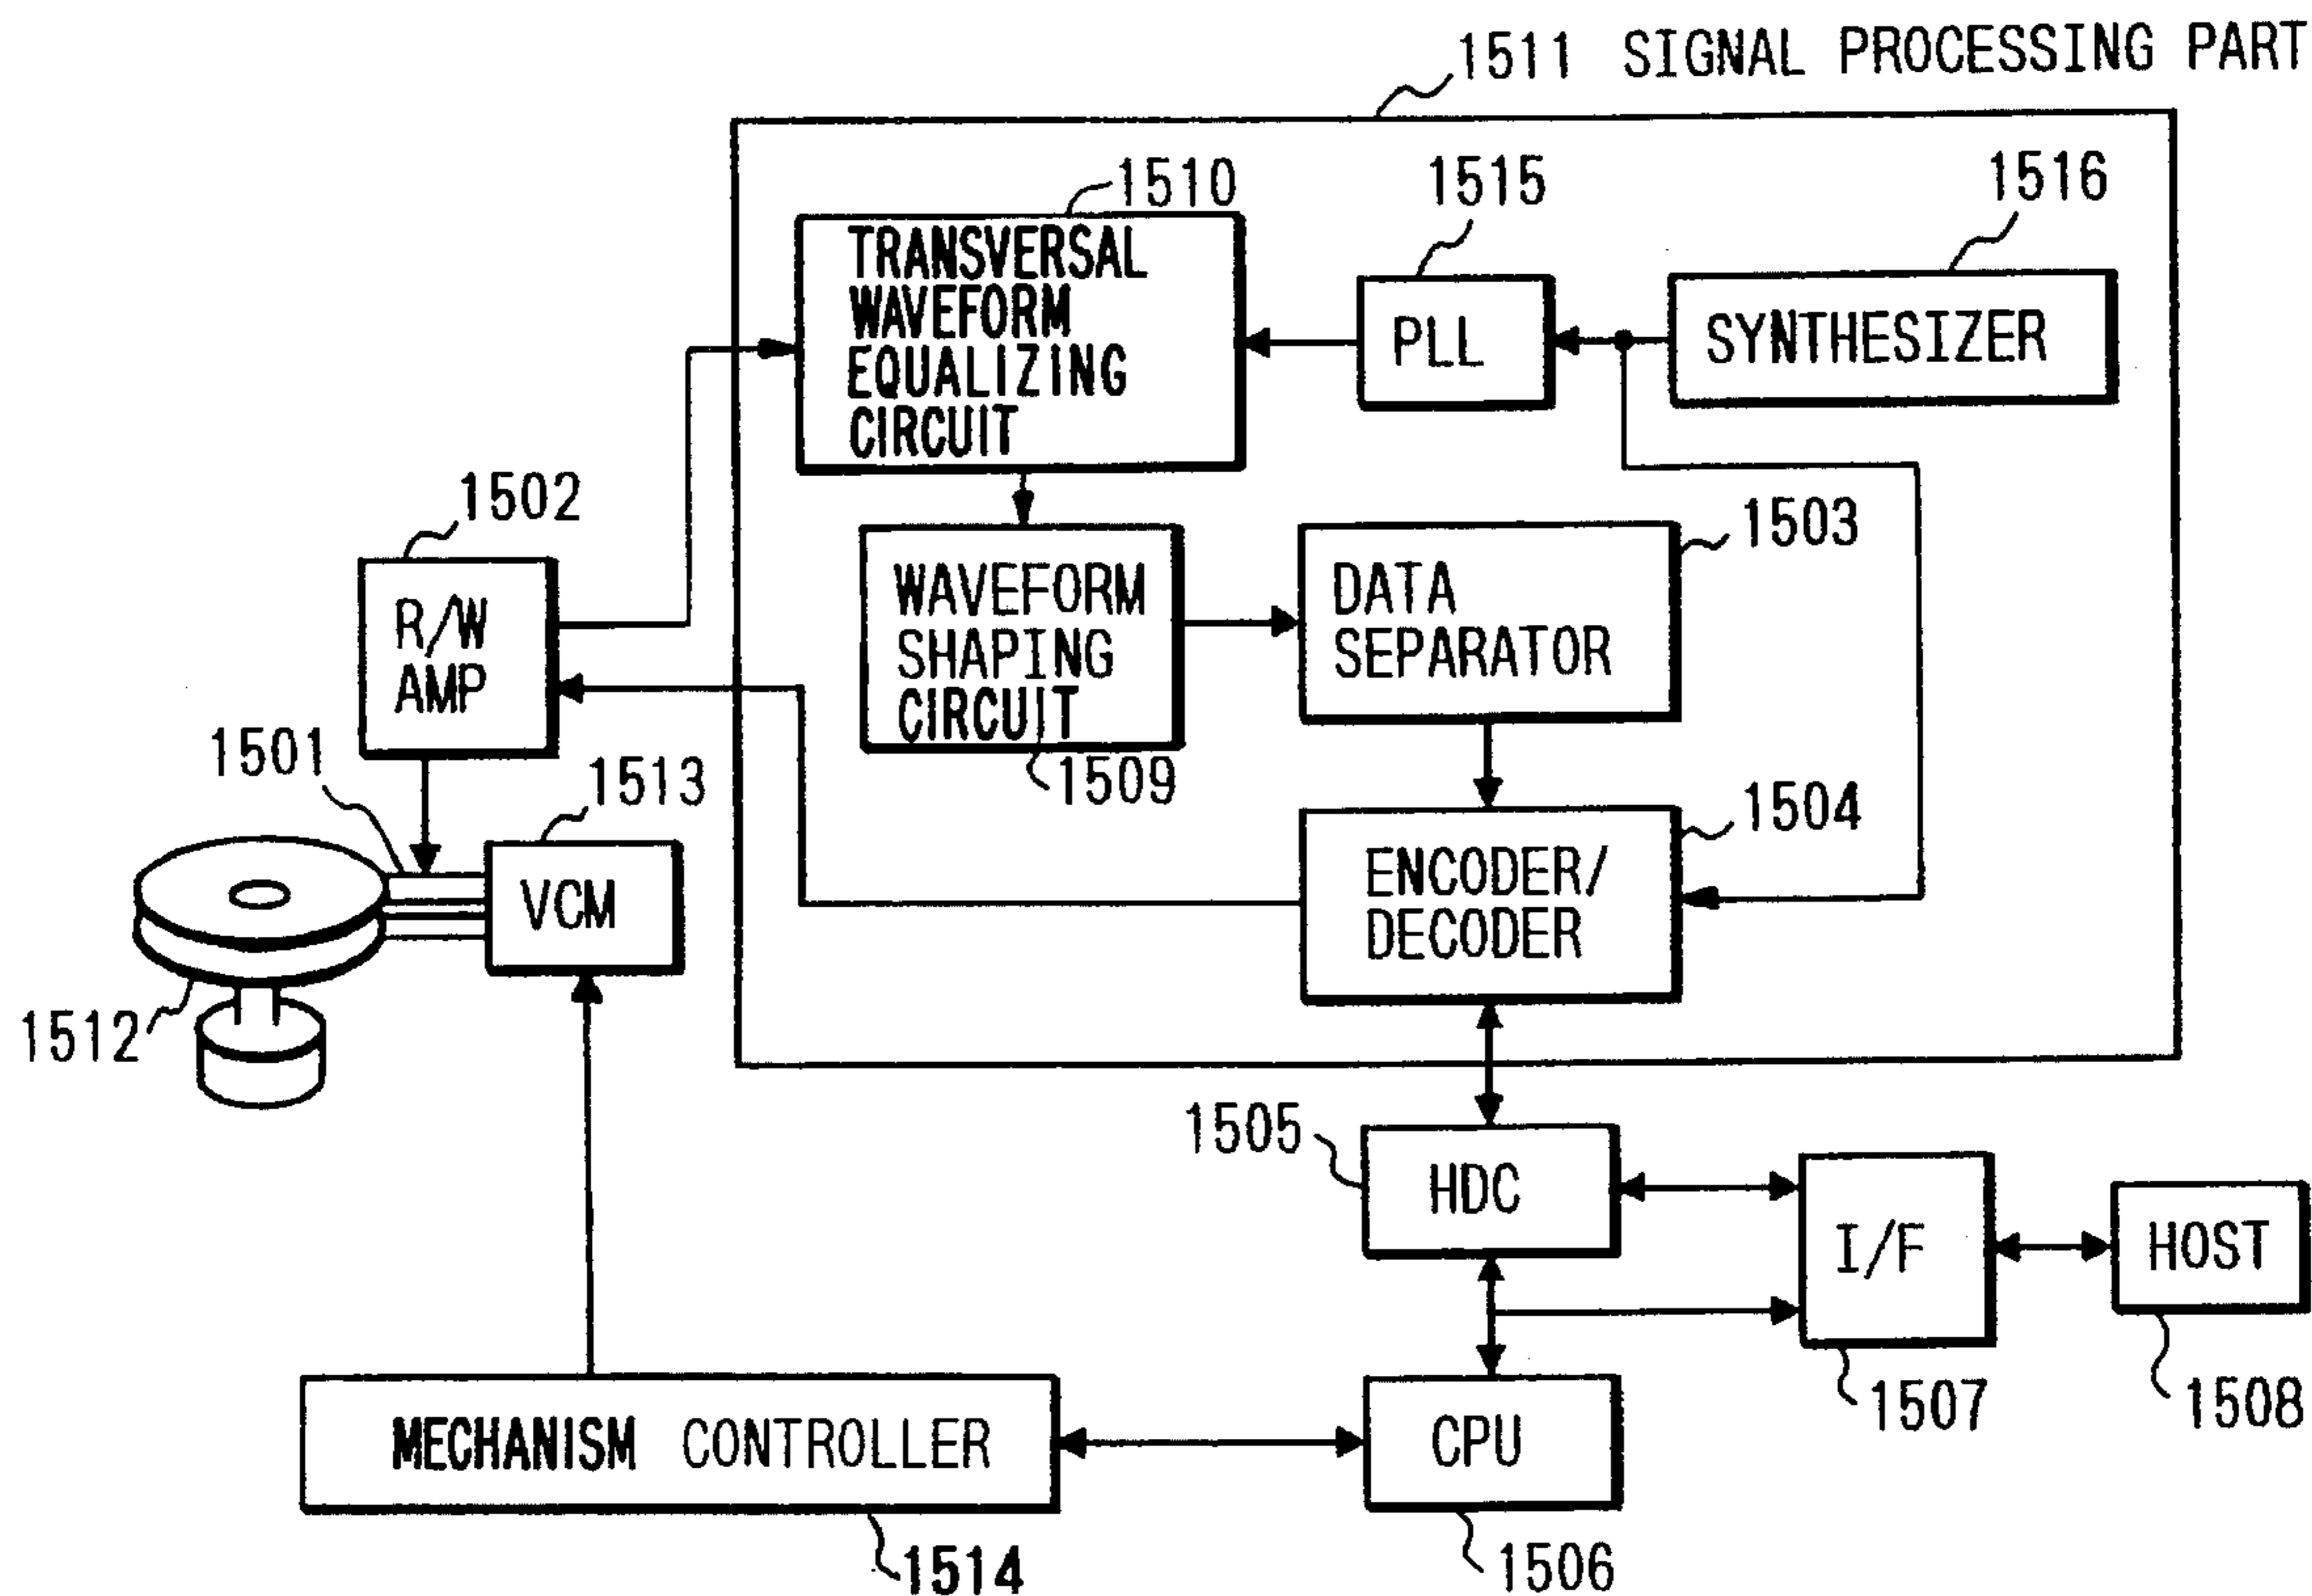 1511 SIGNAL PROCESSING PART
1510
1515
1516
TRANSVERSAL
WAVEFORM
EQUALIZING
CIRCUIT
PLL
SYNTHESIZER
1502
1503
R/W
AMP
WAVEFORM
SHAPING
CIRCUIT
DATA
SEPARATOR
1501
1513
1509
1504
VCM
ENCODER/
DECODER
1512
1505
HDC
I/F
HOST
1507
1508
MECHANISM CONTROLLER
CPU
1514
1506